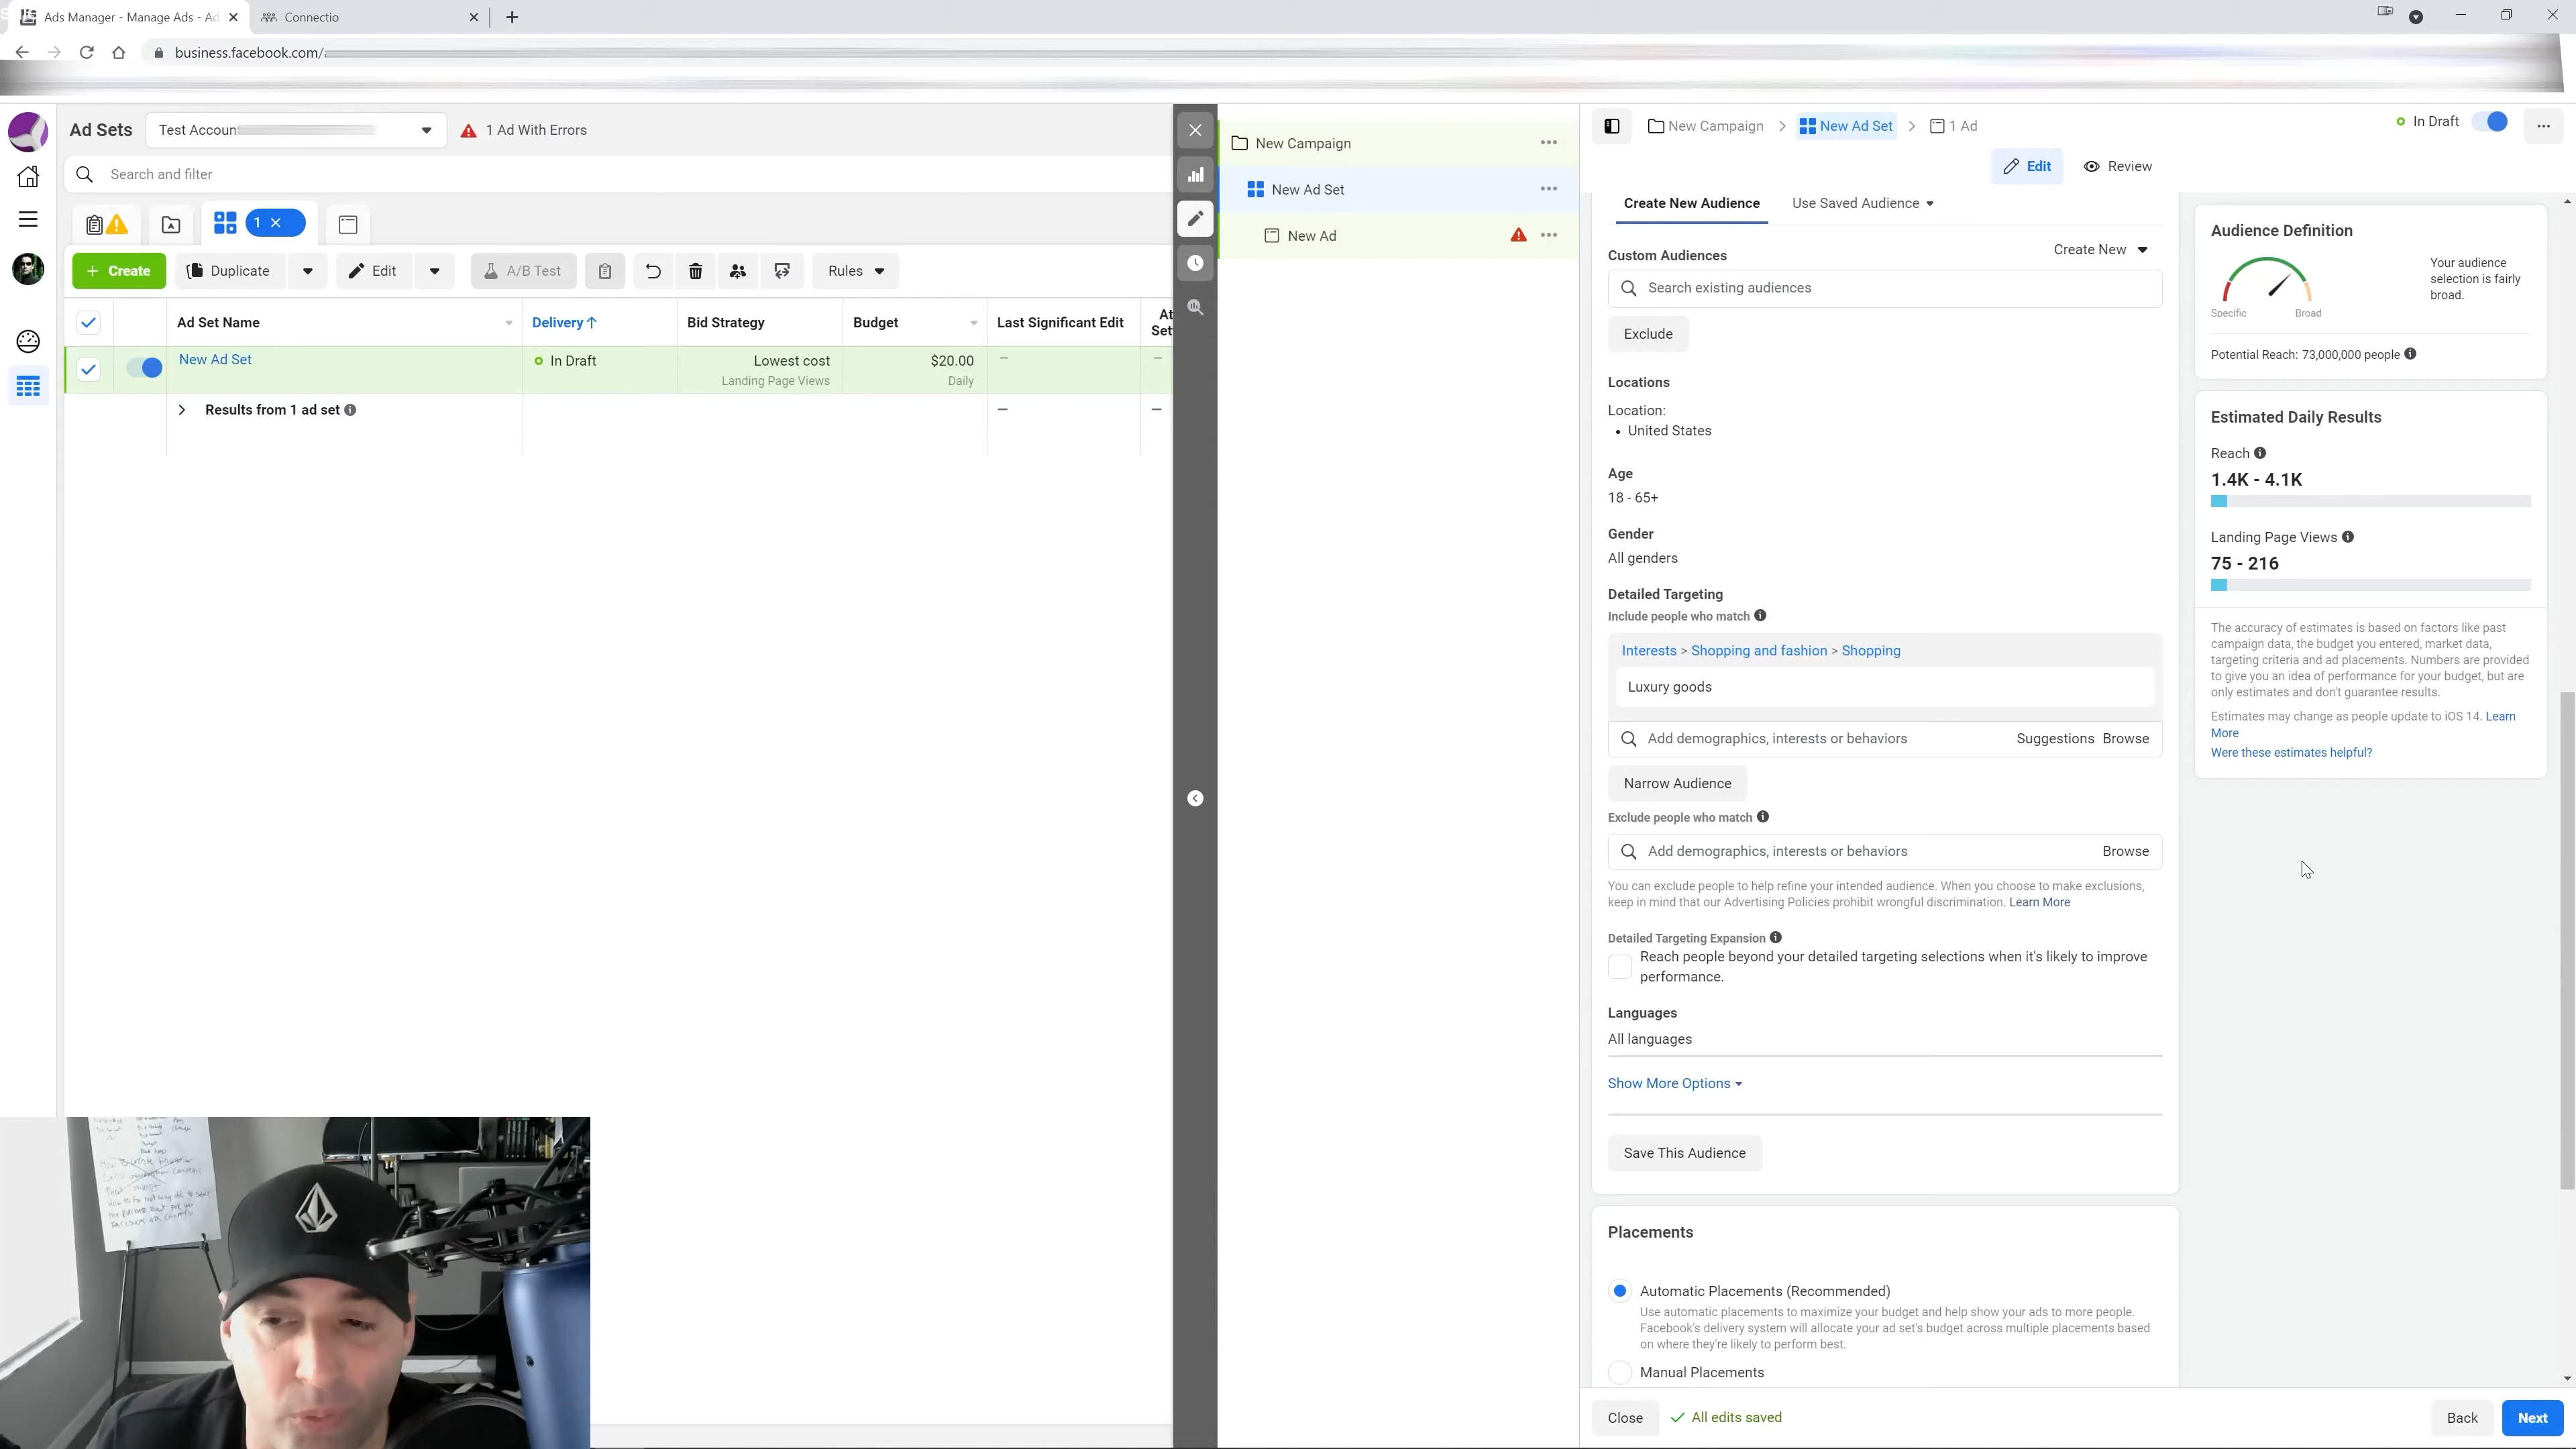 Ads Manager - Manage Ads - Ad
Connectio
business.facebook.com/
Ad Sets
Test Accoun
1 Ad With Errors
Search and filter
1
Create
Duplicate
Edit
A/B Test
Rules
Ad Set Name
Delivery
Bid Strategy
Budget
Last Significant Edit
At
Set
New Ad Set
In Draft
Lowest cost
Landing Page Views
$20.00
Daily
Results from 1 ad set
New Campaign
New Ad Set
New Ad
New Campaign > New Ad Set > 1 Ad
In Draft
Edit
Review
Create New Audience
Use Saved Audience
Custom Audiences
Create New
Search existing audiences
Exclude
Locations
Location:
• United States
Age
18 - 65+
Gender
All genders
Detailed Targeting
Include people who match
Interests > Shopping and fashion > Shopping
Luxury goods
Add demographics, interests or behaviors
Suggestions
Browse
Narrow Audience
Exclude people who match
Add demographics, interests or behaviors
Browse
You can exclude people to help refine your intended audience. When you choose to make exclusions,
keep in mind that our Advertising Policies prohibit wrongful discrimination. Learn More
Detailed Targeting Expansion
Reach people beyond your detailed targeting selections when it's likely to improve
performance.
Languages
All languages
Show More Options
Save This Audience
Placements
Automatic Placements (Recommended)
Use automatic placements to maximize your budget and help show your ads to more people.
Facebook's delivery system will allocate your ad set's budget across multiple placements based
on where they're likely to perform best.
Manual Placements
Close
All edits saved
Back
Next
Audience Definition
Your audience
selection is fairly
broad.
Specific
Broad
Potential Reach: 73,000,000 people
Estimated Daily Results
Reach
1.4K - 4.1K
Landing Page Views
75 - 216
The accuracy of estimates is based on factors like past
campaign data, the budget you entered, market data,
targeting criteria and ad placements. Numbers are provided
to give you an idea of performance for your budget, but are
only estimates and don't guarantee results.
Estimates may change as people update to iOS 14. Learn
More
Were these estimates helpful?